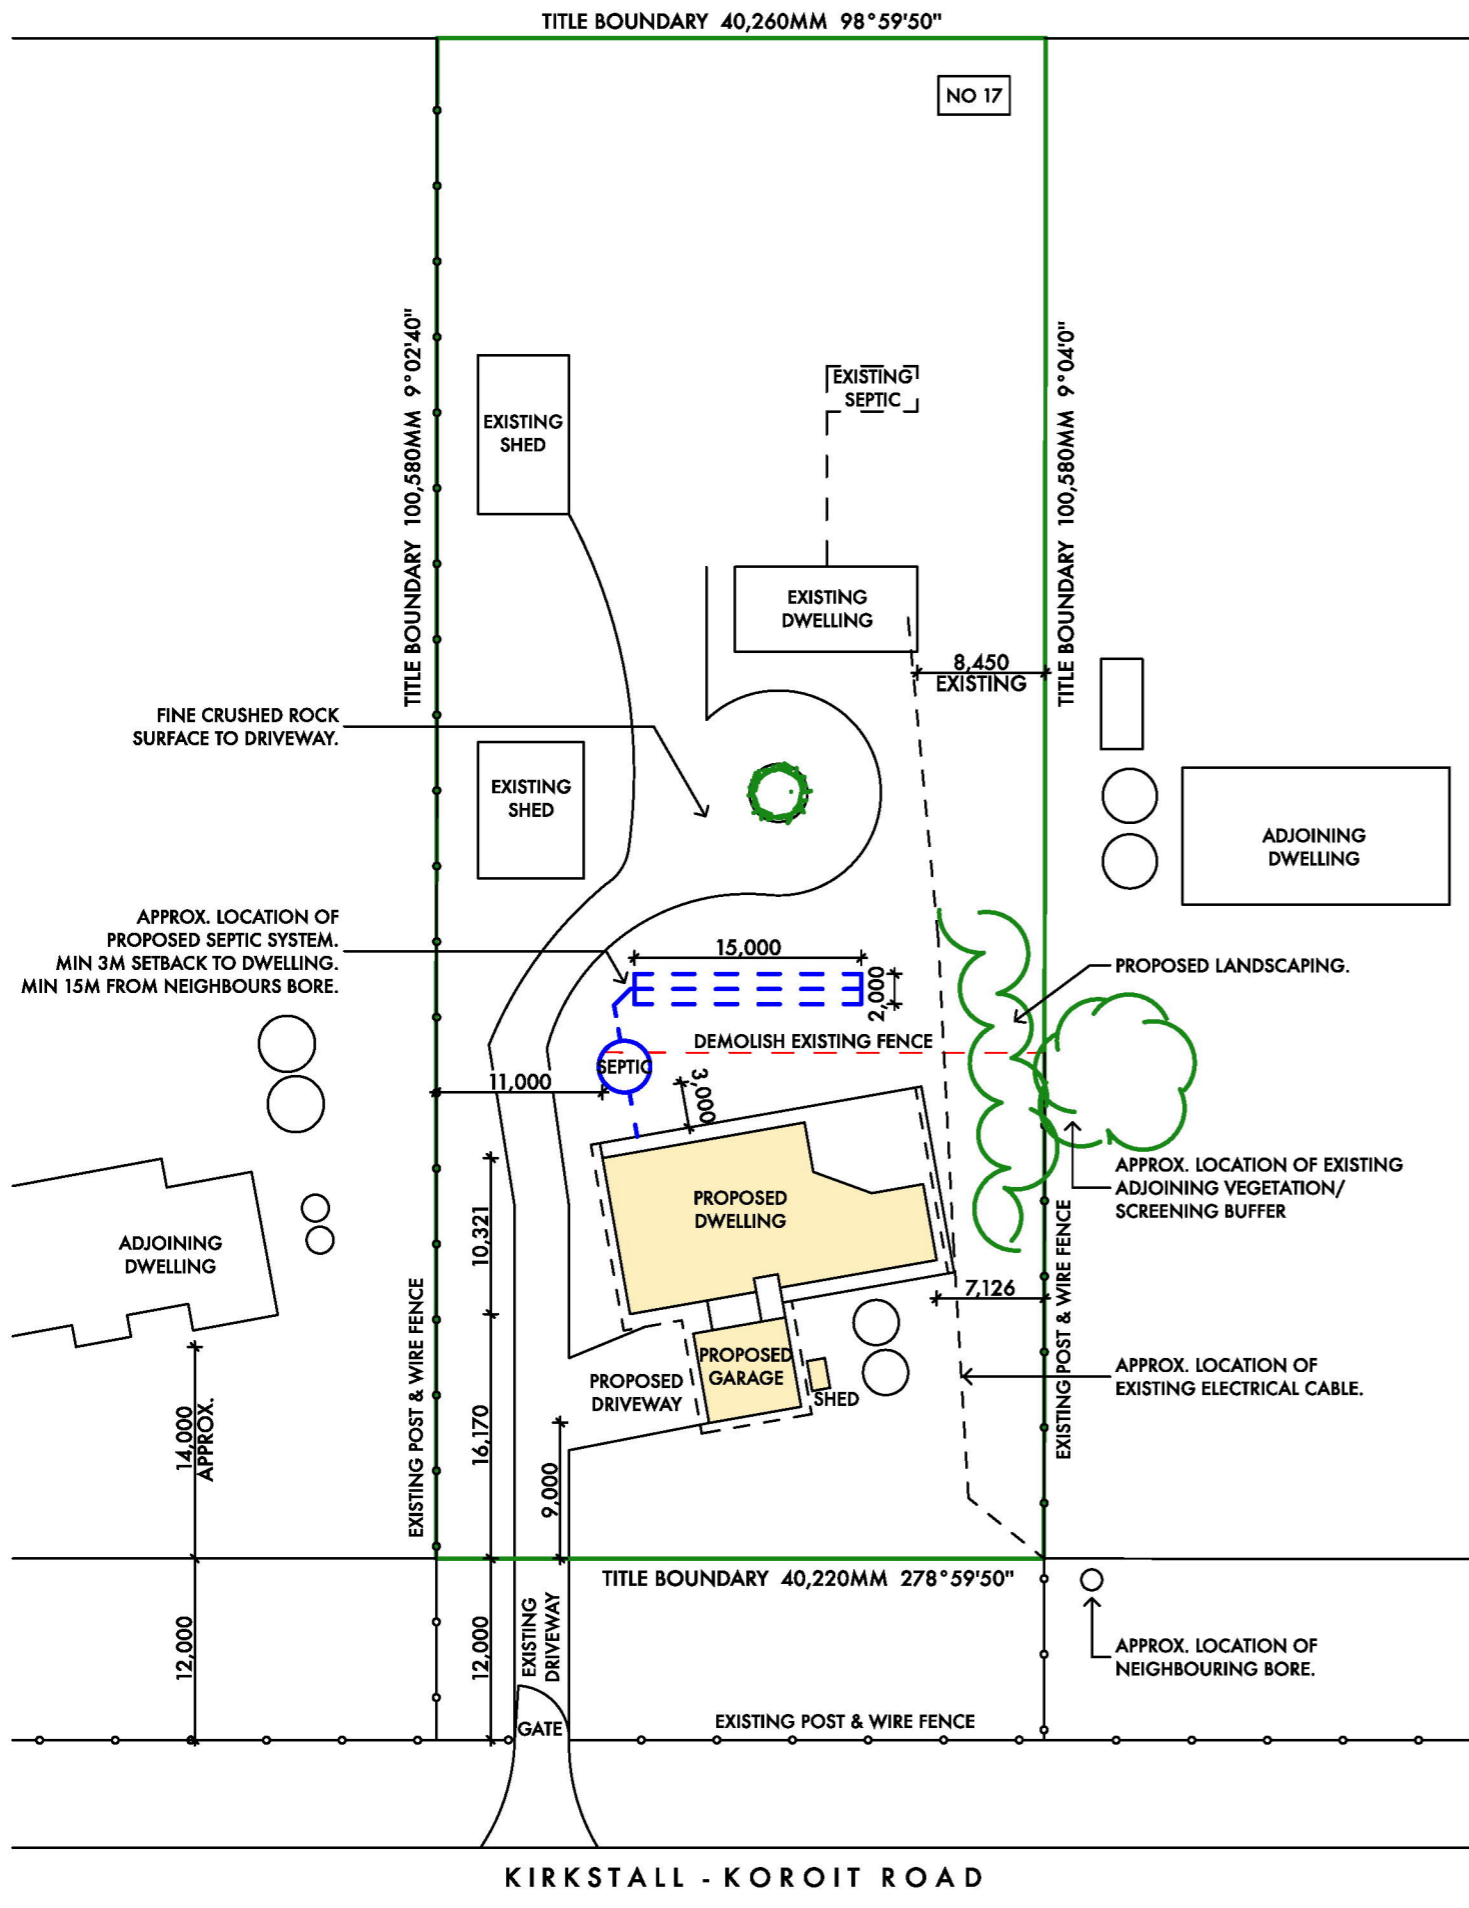 TITLE BOUNDARY 40,260MM 98°59'50"
NO 17
TITLE BOUNDARY 100,580MM 9°02'40"
TITLE BOUNDARY 100,580MM 9°04'0"
EXISTING
SEPTIC
EXISTING
SHED
EXISTING
DWELLING
8,450
EXISTING
FINE CRUSHED ROCK
SURFACE TO DRIVEWAY.
EXISTING
SHED
ADJOINING
DWELLING
APPROX. LOCATION OF
PROPOSED SEPTIC SYSTEM.
MIN 3M SETBACK TO DWELLING.
MIN 15M FROM NEIGHBOURS BORE.
15,000
2,000
PROPOSED LANDSCAPING.
DEMOLISH EXISTING FENCE
SEPTIC
11,000
3,000
APPROX. LOCATION OF EXISTING
ADJOINING VEGETATION/
SCREENING BUFFER
PROPOSED
DWELLING
10,321
ADJOINING
DWELLING
7,126
EXISTING POST & WIRE FENCE
EXISTING POST & WIRE FENCE
PROPOSED
GARAGE
PROPOSED
DRIVEWAY
SHED
APPROX. LOCATION OF
EXISTING ELECTRICAL CABLE.
14,000
APPROX.
16,170
9,000
TITLE BOUNDARY 40,220MM 278°59'50"
12,000
12,000
EXISTING
DRIVEWAY
APPROX. LOCATION OF
NEIGHBOURING BORE.
GATE
EXISTING POST & WIRE FENCE
KIRKSTALL - KOROIT ROAD